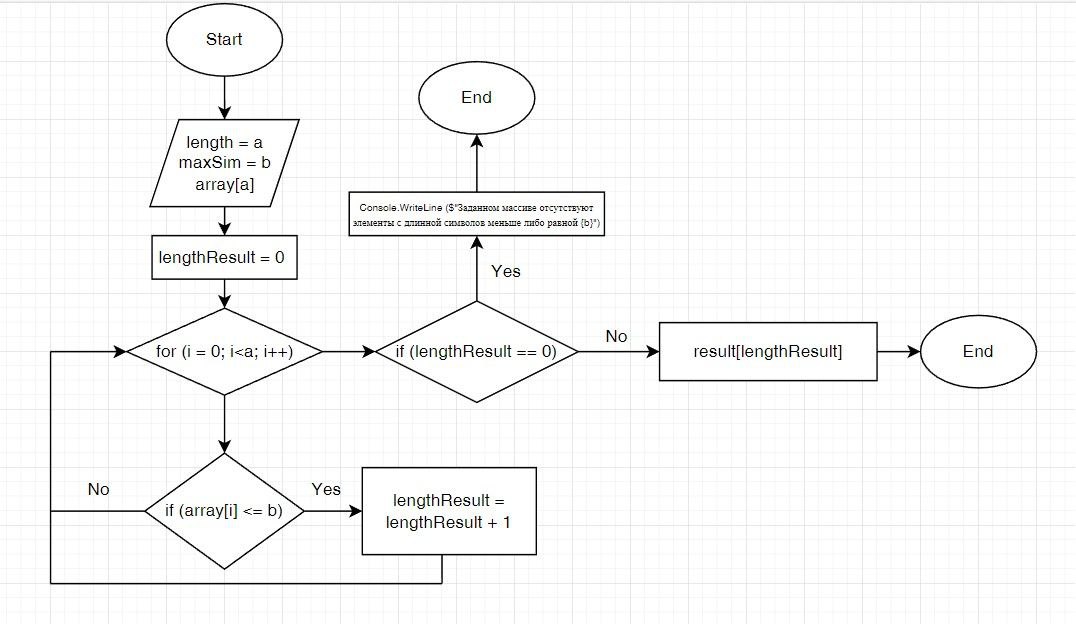 Start
length = a
maxSim = b
array[a]
lengthResult = 0
for (i = 0; i<a; i++)
if (array[i] <= b)
No
Yes
lengthResult =
lengthResult + 1
if (lengthResult == 0)
Yes
Console.WriteLine ($"Заданном массиве отсутствуют
элементы с длинной символов меньше либо равной {b}")
End
No
result[lengthResult]
End